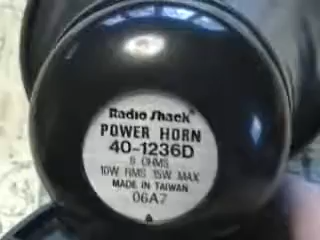 Radio Shack®
POWER HORN
40-1236D
8 OHMS
10W RMS 15W MAX
MADE IN TAIWAN
06A7